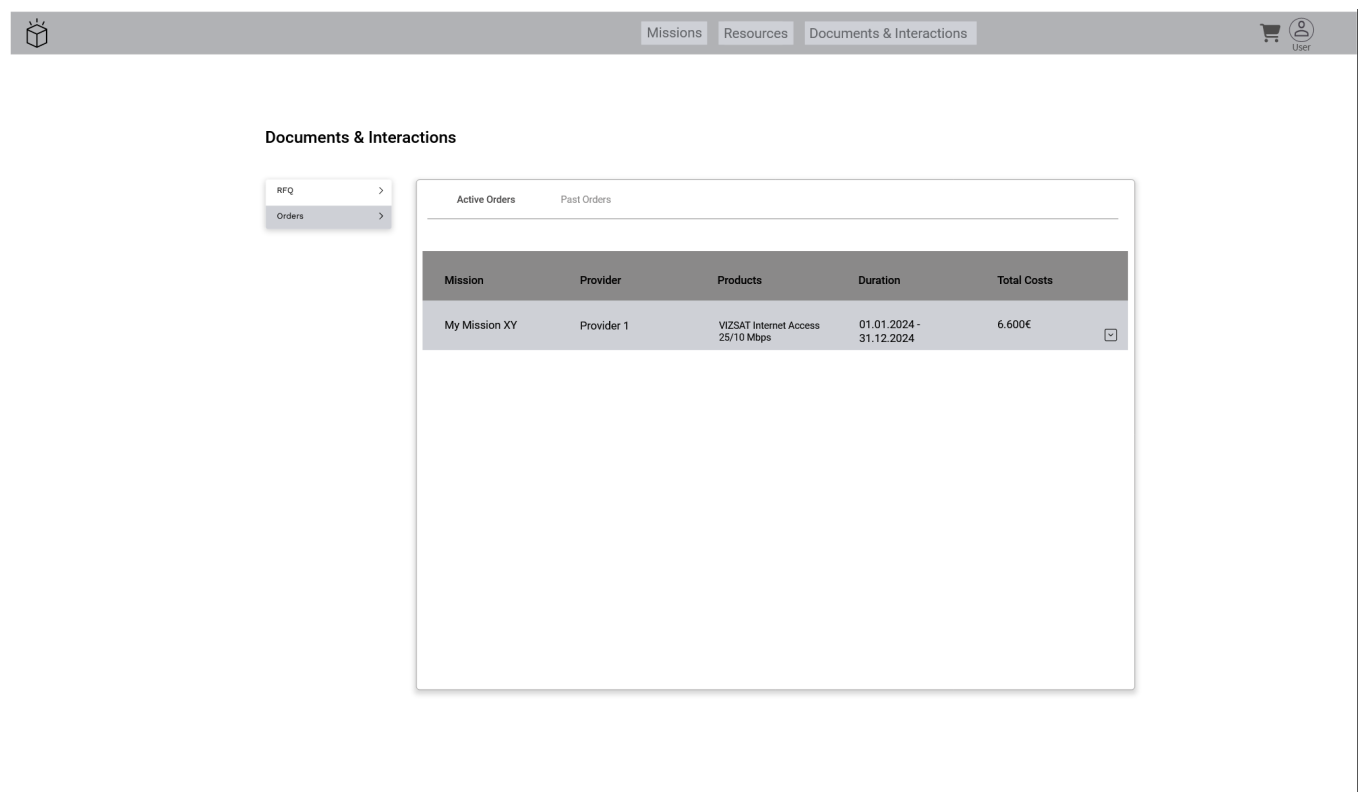 Missions Resources Documents & Interactions
User
Documents & Interactions
RFQ
Orders
Active Orders Past Orders
Mission Provider Products Duration Total Costs
My Mission XY Provider 1 VIZSAT Internet Access 01.01.2024 - 6.600€
25/10 Mbps 31.12.2024